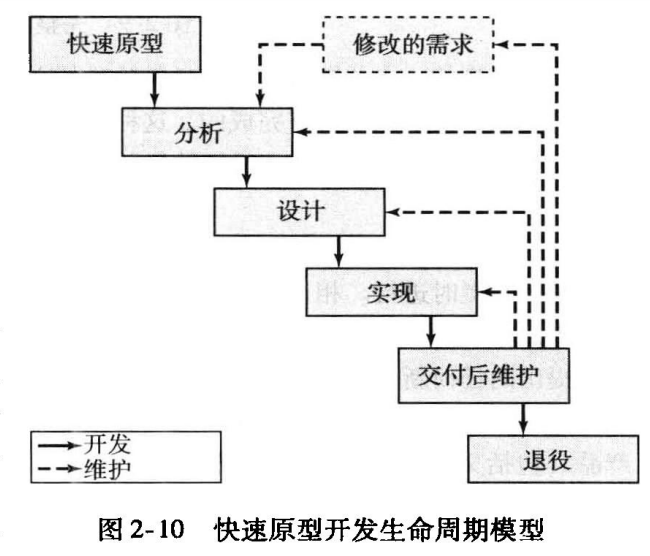 快速原型
修改的需求
分析
设计
实现
交付后维护
退役
开发
维护
图2-10 快速原型开发生命周期模型